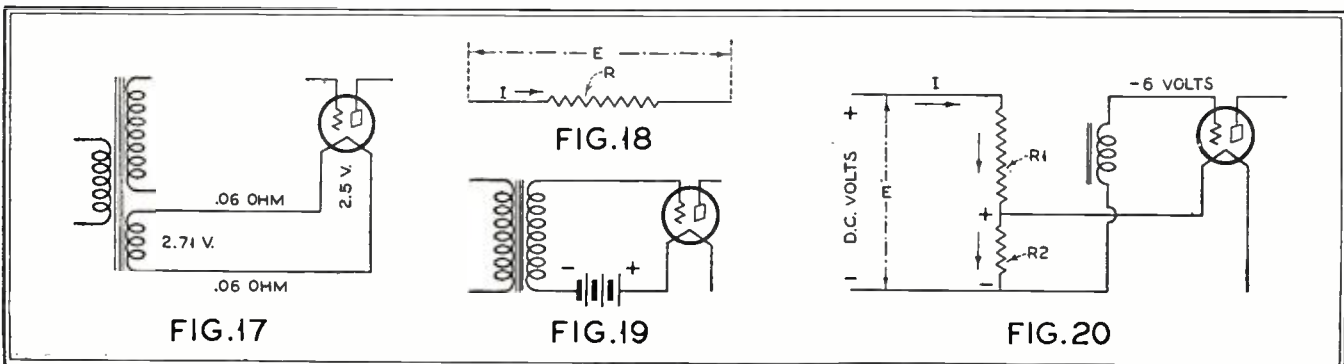 .06 OHM
2.71 V.
2.5 V.
.06 OHM
FIG.17
E
R
I
FIG.18
- +
FIG.19
I
-6 VOLTS
+
D.C. VOLTS
E
R1
+
R2
-
-
FIG.20